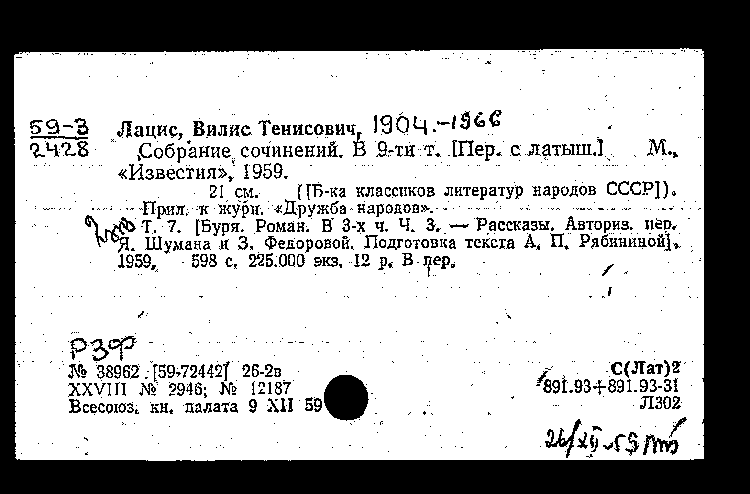 59-3 Лацис, Вилис Тенисович, 1904.-1966
2428 Собрание сочинений. В 9-ти т. [Пер. с латыш.] М.,
«Известия», 1959.
21 см. ([Б-ка классиков литератур народов СССР]).
Прил. к журн. «Дружба народов».
Т. 7. [Буря. Роман. В 3-х ч. Ч. 3. — Рассказы. Авториз. пер.
Я. Шумана и З. Федоровой. Подготовка текста А. П. Рябининой].
1959. 598 с. 225.000 экз. 12 р. В пер.
РЗФ
№ 38962 [59-72442] 26-2в
XXVIII № 2946; № 12187
Всесоюз. кн. палата 9 XII 59
С(Лат)2
891.93+891.93-31
Л302
26/XII-59